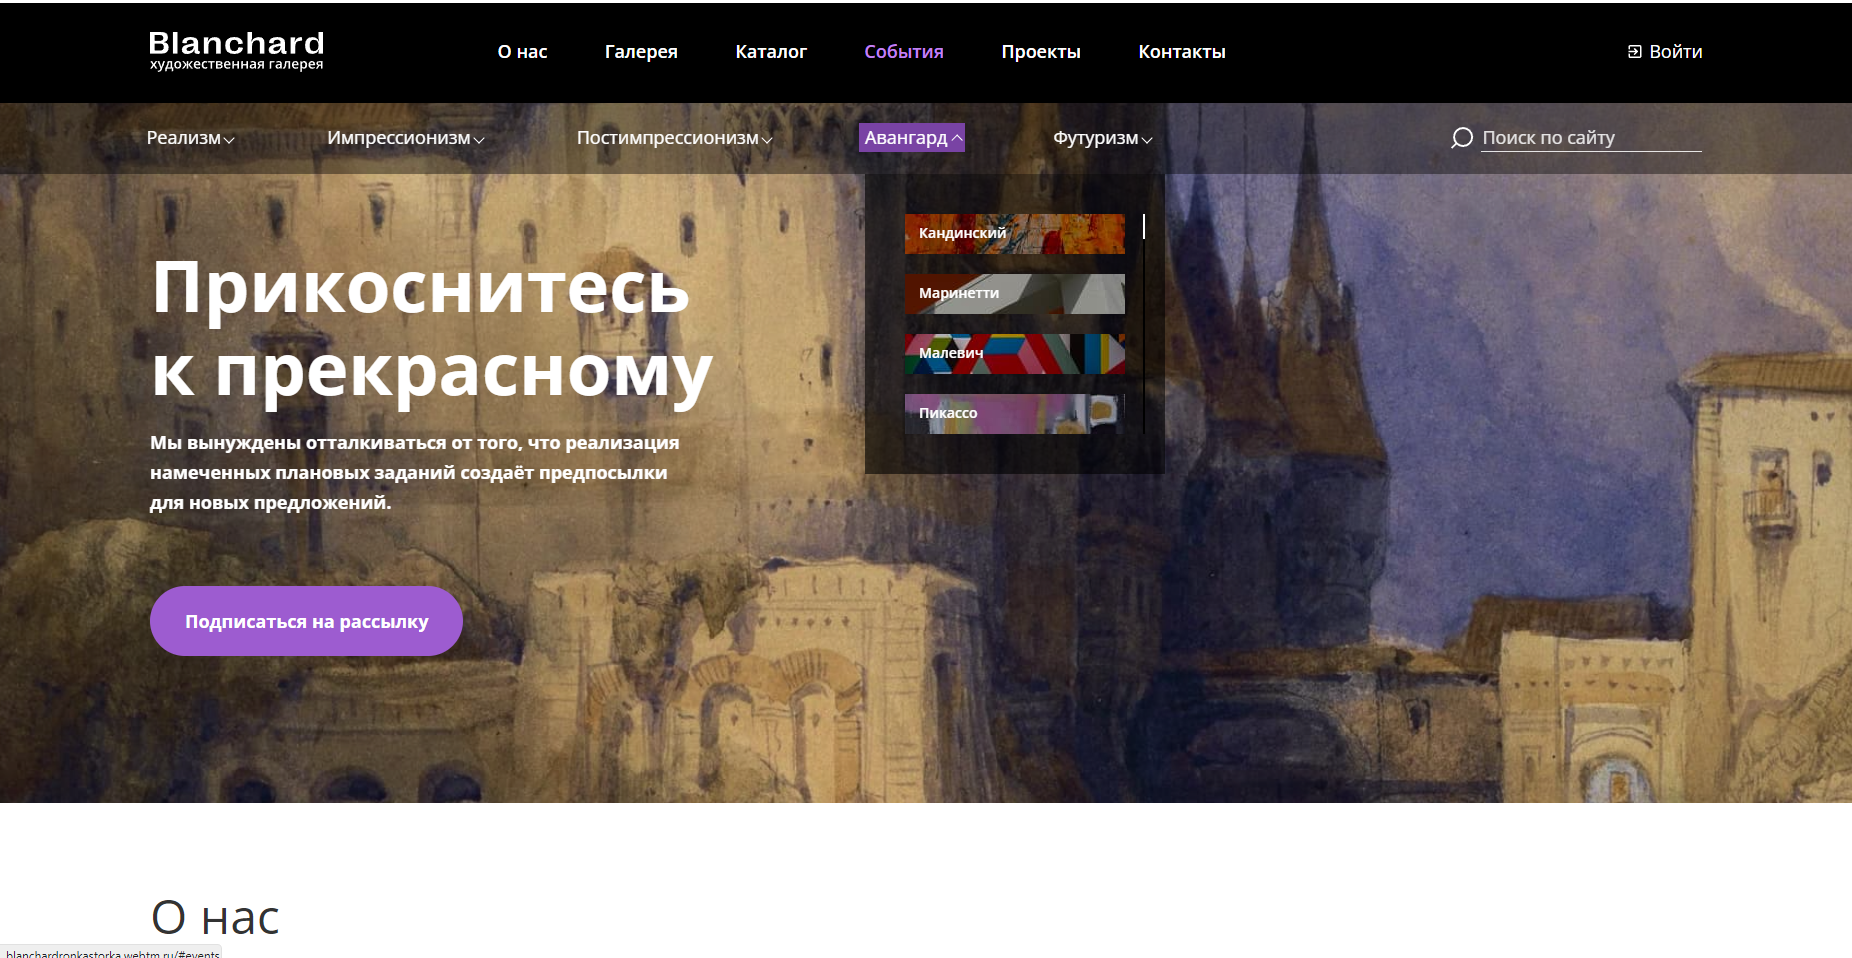 Blanchard
художественная галерея
О нас
Галерея
Каталог
События
Проекты
Контакты
Войти
Реализм
Импрессионизм
Постимпрессионизм
Авангард
Футуризм
Поиск по сайту
Кандинский
Маринетти
Малевич
Пикассо
Прикоснитесь
к прекрасному
Мы вынуждены отталкиваться от того, что реализация
намеченных плановых заданий создаёт предпосылки
для новых предложений.
Подписаться на рассылку
О нас
blanchardronkastorka.webtm.ru/#events